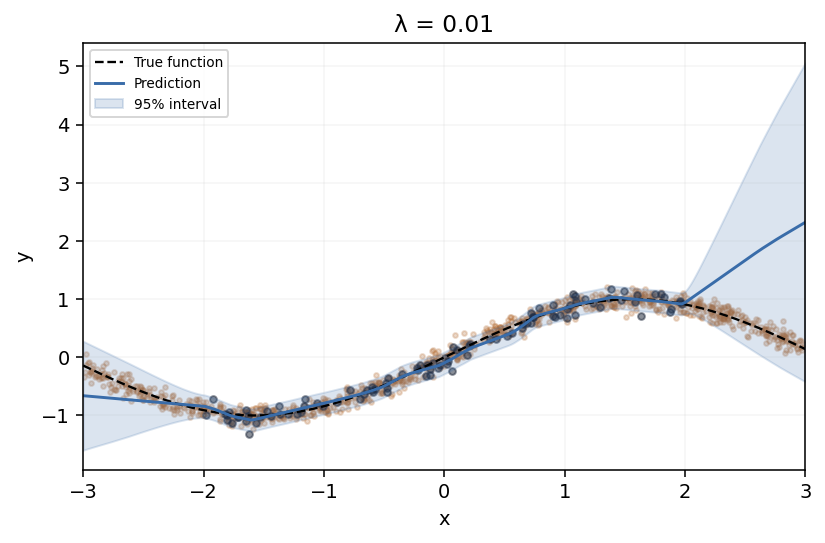 λ = 0.01
True function
Prediction
95% interval
5
4
3
2
1
0
−1
y
−3 −2 −1 0 1 2 3
x